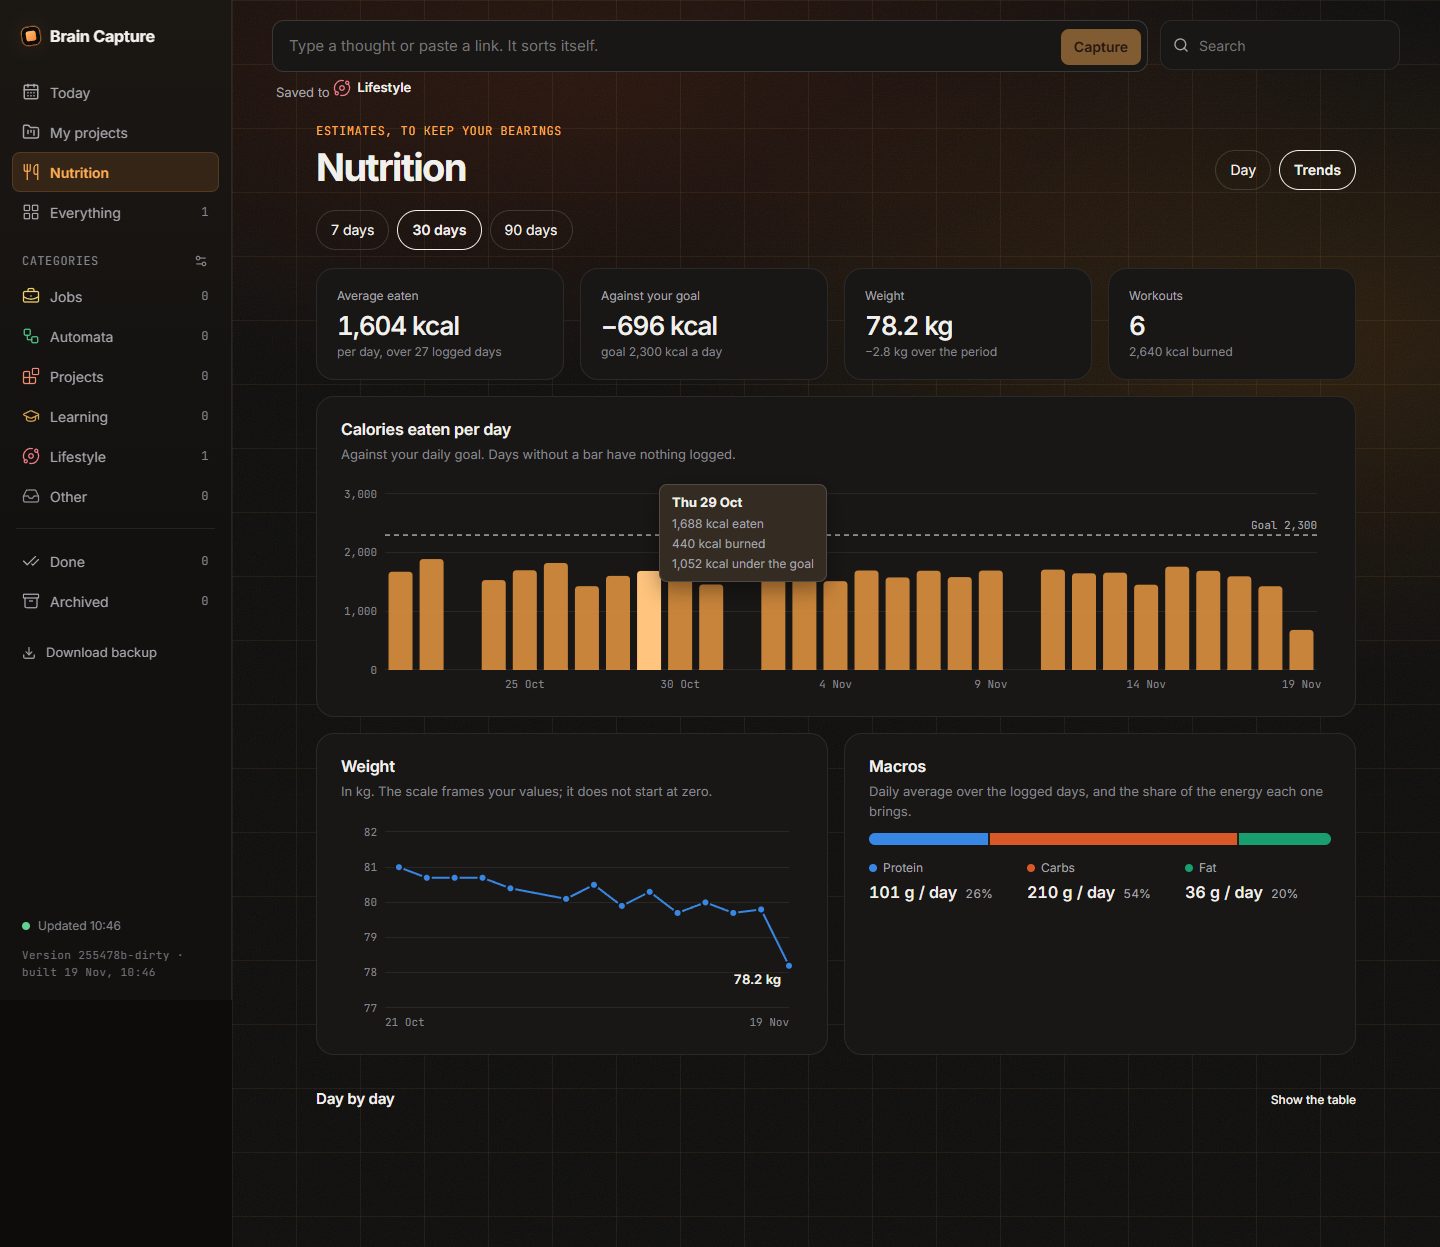 Brain Capture
Type a thought or paste a link. It sorts itself.
Capture
Search
Saved to Lifestyle
Today
My projects
Nutrition
Everything 1
CATEGORIES
Jobs 0
Automata 0
Projects 0
Learning 0
Lifestyle 1
Other 0
Done 0
Archived 0
Download backup
Updated 10:46
Version 255478b-dirty ·
built 19 Nov, 10:46
ESTIMATES, TO KEEP YOUR BEARINGS
Nutrition
Day
Trends
7 days
30 days
90 days
Average eaten
1,604 kcal
per day, over 27 logged days
Against your goal
−696 kcal
goal 2,300 kcal a day
Weight
78.2 kg
−2.8 kg over the period
Workouts
6
2,640 kcal burned
Calories eaten per day
Against your daily goal. Days without a bar have nothing logged.
3,000
2,000
1,000
0
Goal 2,300
Thu 29 Oct
1,688 kcal eaten
440 kcal burned
1,052 kcal under the goal
25 Oct
30 Oct
4 Nov
9 Nov
14 Nov
19 Nov
Weight
In kg. The scale frames your values; it does not start at zero.
82
81
80
79
78
77
78.2 kg
21 Oct
19 Nov
Macros
Daily average over the logged days, and the share of the energy each one
brings.
Protein
101 g / day 26%
Carbs
210 g / day 54%
Fat
36 g / day 20%
Day by day
Show the table